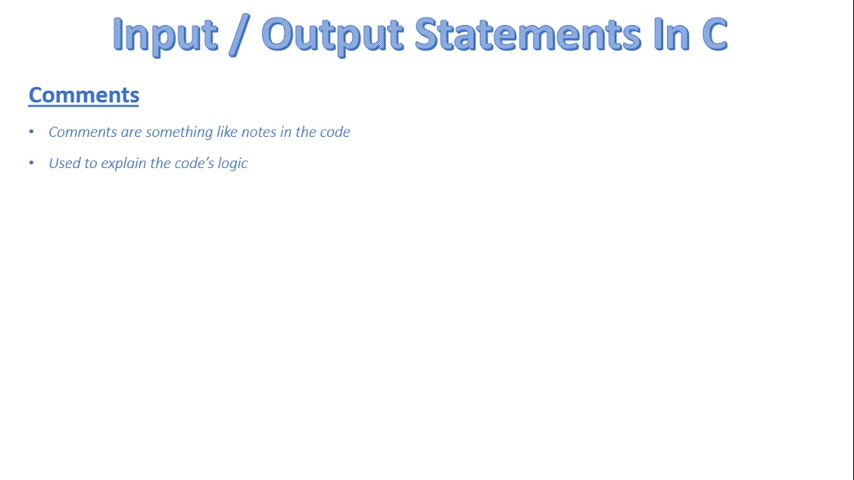 Input / Output Statements In C
Comments
• Comments are something like notes in the code
• Used to explain the code's logic